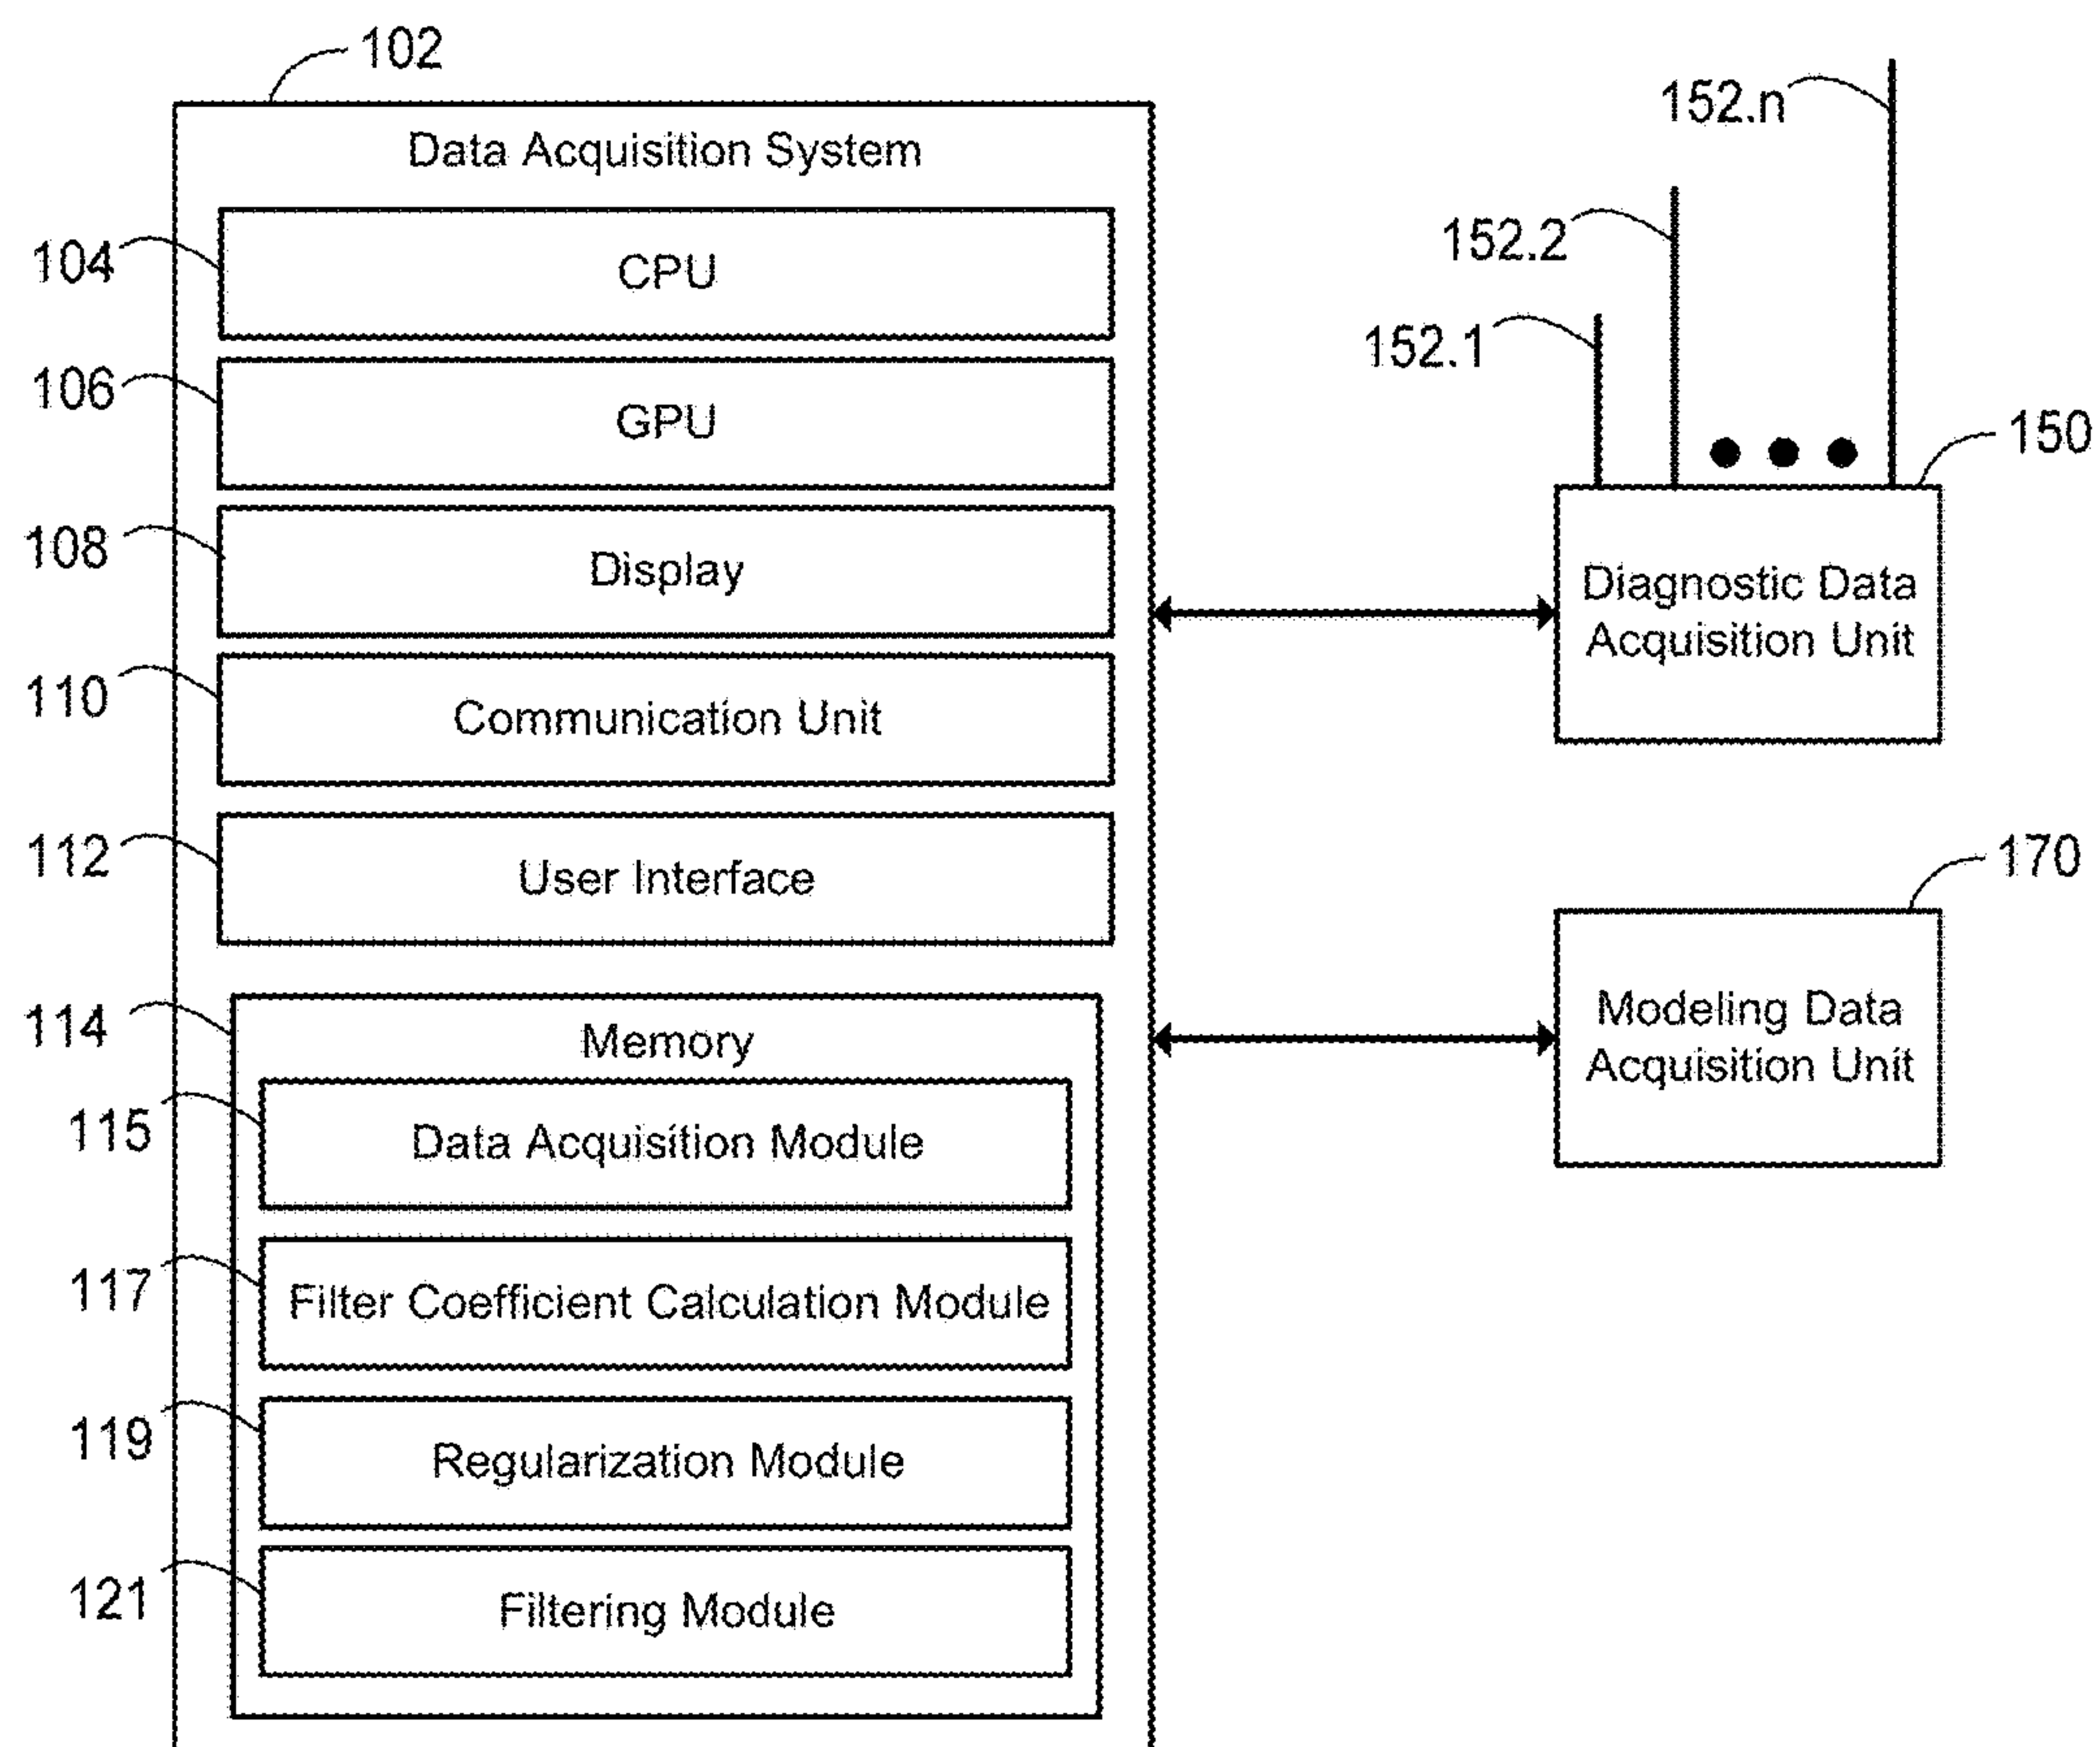 102
Data Acquisition System
104
CPU
106
GPU
108
Display
110
Communication Unit
112
User Interface
114
Memory
115
Data Acquisition Module
117
Filter Coefficient Calculation Module
119
Regularization Module
121
Filtering Module
152.n
152.2
152.1
150
Diagnostic Data
Acquisition Unit
170
Modeling Data
Acquisition Unit